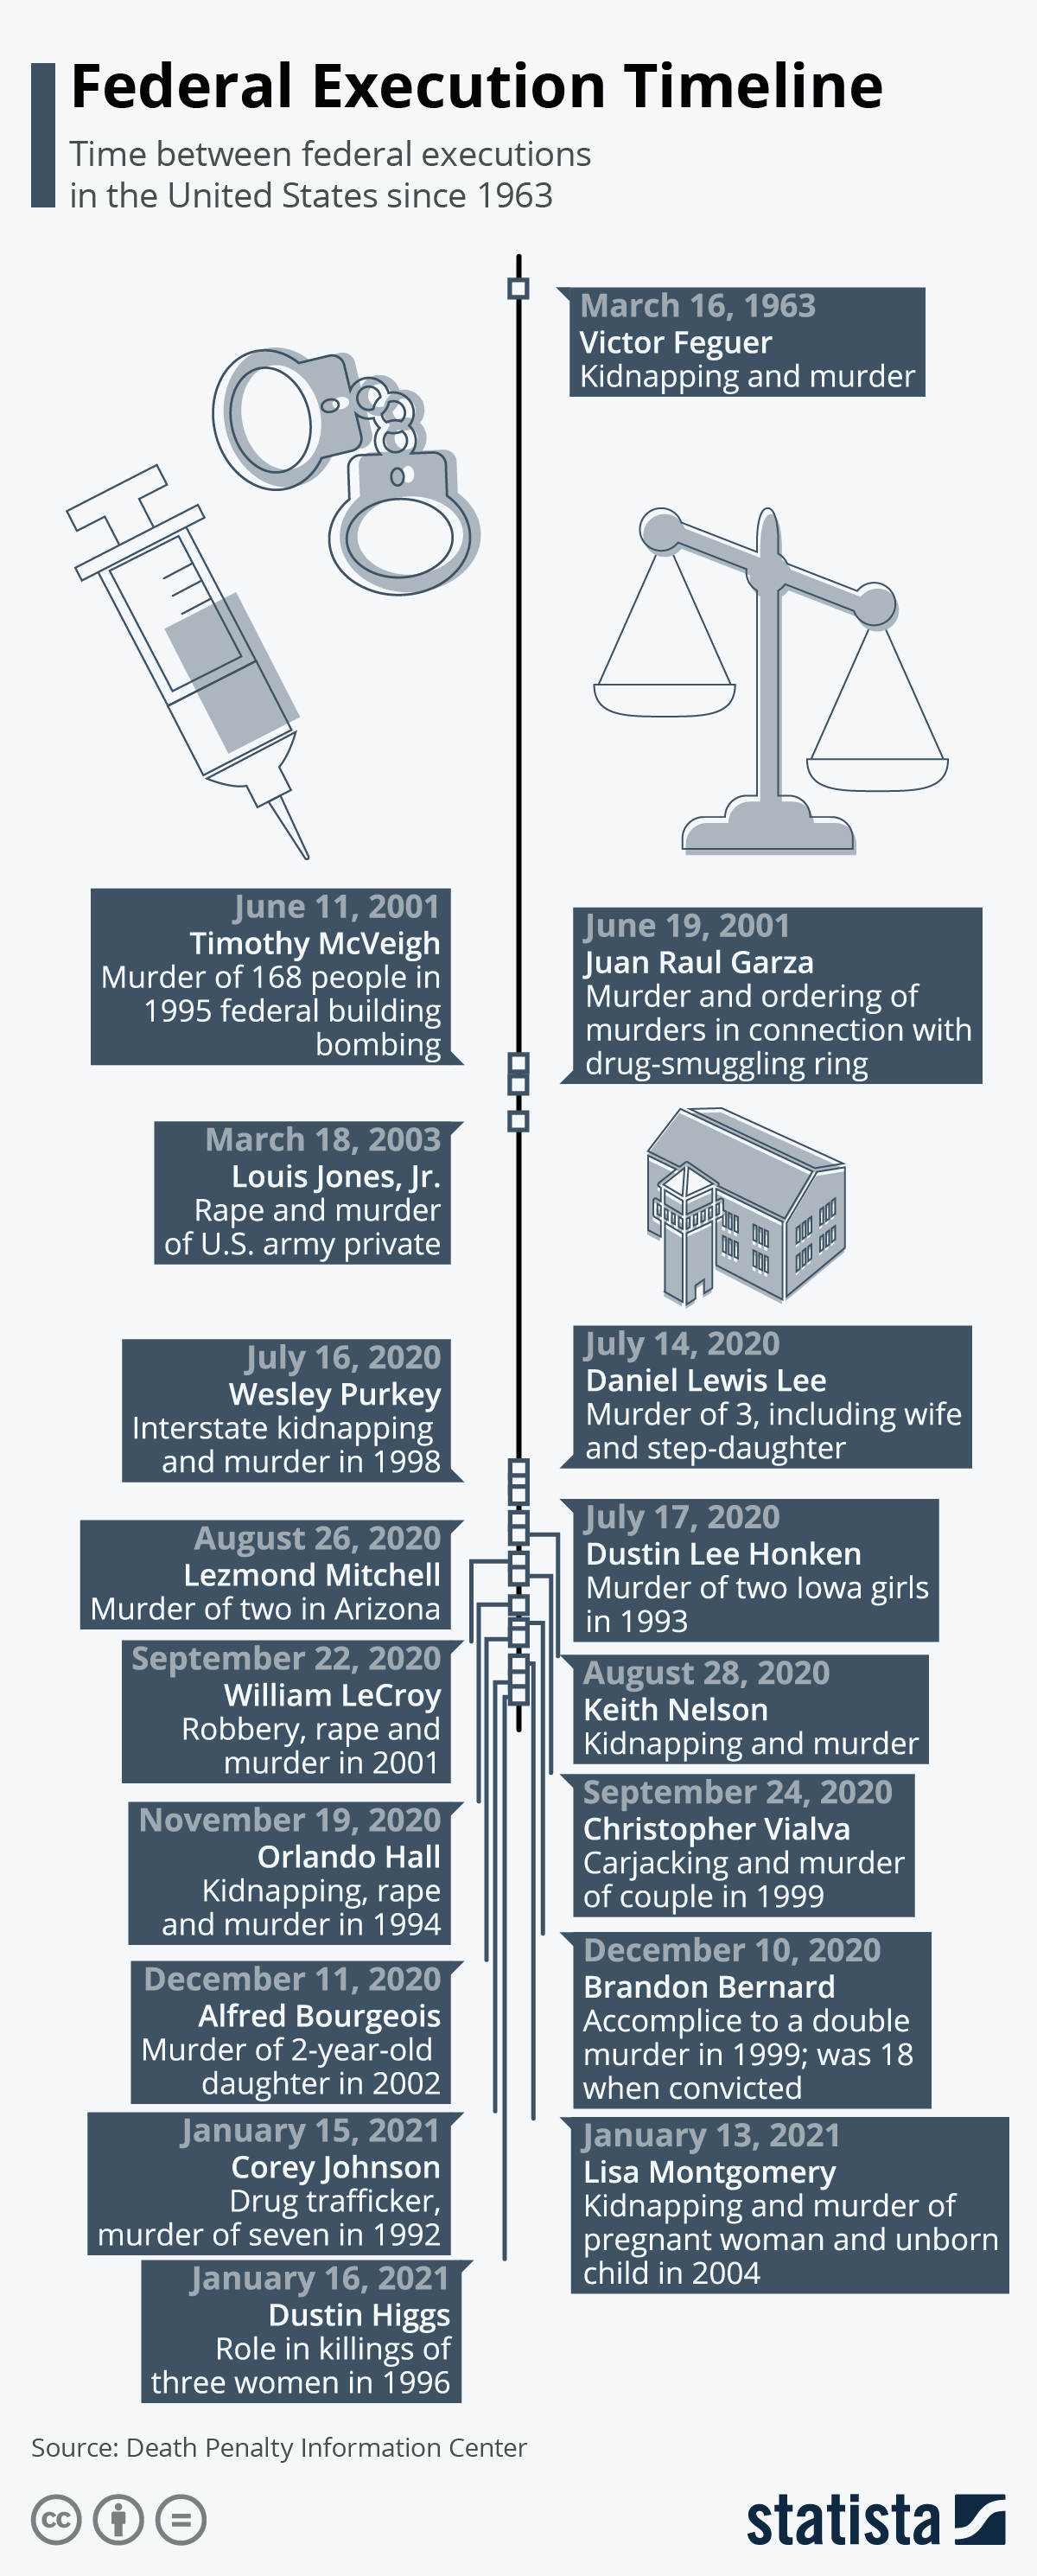 Federal Execution Timeline
Time between federal executions
in the United States since 1963
March 16, 1963
Victor Feguer
Kidnapping and murder
June 11, 2001
Timothy McVeigh
Murder of 168 people in
1995 federal building
bombing
June 19, 2001
Juan Raul Garza
Murder and ordering of
murders in connection with
drug-smuggling ring
March 18, 2003
Louis Jones, Jr.
Rape and murder
of U.S. army private
July 14, 2020
Daniel Lewis Lee
Murder of 3, including wife
and step-daughter
July 16, 2020
Wesley Purkey
Interstate kidnapping
and murder in 1998
July 17, 2020
Dustin Lee Honken
Murder of two Iowa girls
in 1993
August 26, 2020
Lezmond Mitchell
Murder of two in Arizona
August 28, 2020
Keith Nelson
Kidnapping and murder
September 22, 2020
William LeCroy
Robbery, rape and
murder in 2001
September 24, 2020
Christopher Vialva
Carjacking and murder
of couple in 1999
November 19, 2020
Orlando Hall
Kidnapping, rape
and murder in 1994
December 10, 2020
Brandon Bernard
Accomplice to a double
murder in 1999; was 18
when convicted
December 11, 2020
Alfred Bourgeois
Murder of 2-year-old
daughter in 2002
January 13, 2021
Lisa Montgomery
Kidnapping and murder of
pregnant woman and unborn
child in 2004
January 15, 2021
Corey Johnson
Drug trafficker,
murder of seven in 1992
January 16, 2021
Dustin Higgs
Role in killings of
three women in 1996
Source: Death Penalty Information Center
cc
statista